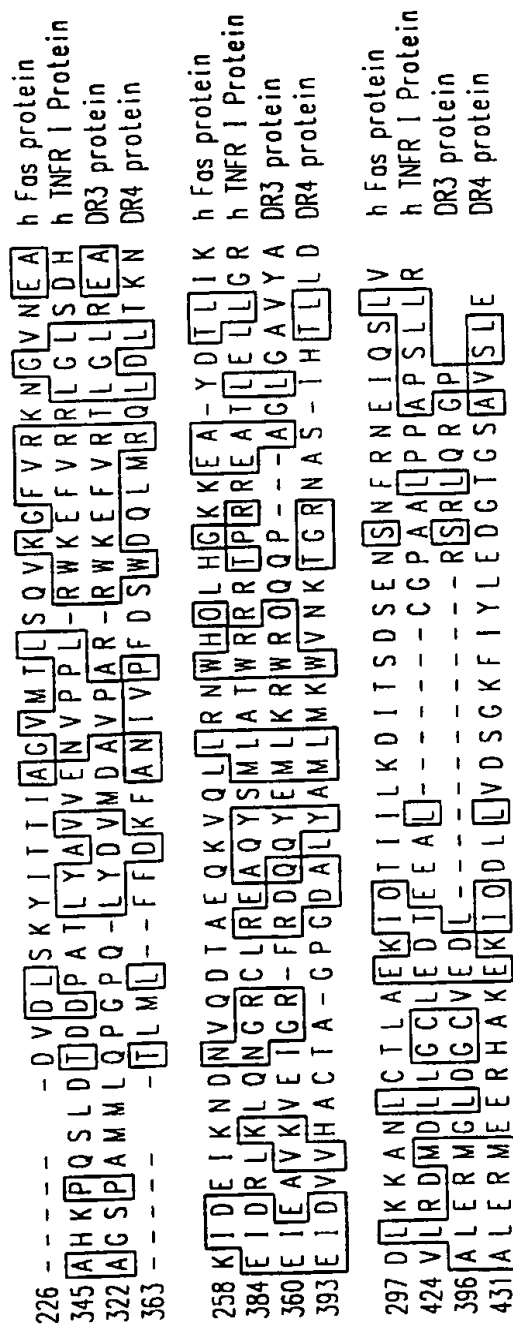 226 - - - - - - - - D V D L S K Y I T T I A G V M T L S Q V K G F V R K N G V N E A h Fas protein
345 A H K P Q S L D T D D P A T L Y A V V E N V P P L - R W K E F V R R L G L S D H h TNFR I Protein
322 A G S P A M M L Q P G P Q - L Y D V M D A V P A R - R W K E F V R T L G L R E A DR3 protein
363 - - - - - - - - T L M L - - F F D K F A N I V P F D S W D Q L M R Q L D L T K N DR4 protein
258 K I D E I K N D N V Q D T A E Q K V Q L L R N W H Q L H G K K E A - Y D T L I K h Fas protein
384 E I D R L K L Q N G R C L R E A Q Y S M L A T W R R R T P R R E A T L E L L G R h TNFR I Protein
360 E I E A V K V E I G R - F R D Q Q Y E M L K R W R Q Q Q P - - - A G L G A V Y A DR3 protein
393 E I D V V H A C T A - G P G D A L Y A M L M K W V N K T G R N A S - I H T L L D DR4 protein
297 D L K K A N L C T L A E K I Q T I I L K D I T S D S E N S N F R N E I Q S L V h Fas protein
424 V L R D M D L L G C L E D T E E A L - - - - - - - C G P A A L P P A P S L L R h TNFR I Protein
396 A L E R M G L D G C V E D L - - - - - - - - - - - - - R S R L Q R G P DR3 protein
431 A L E R M E E R H A K E K I Q D L L V D S G K F I Y L E D G T G S A V S L E DR4 protein